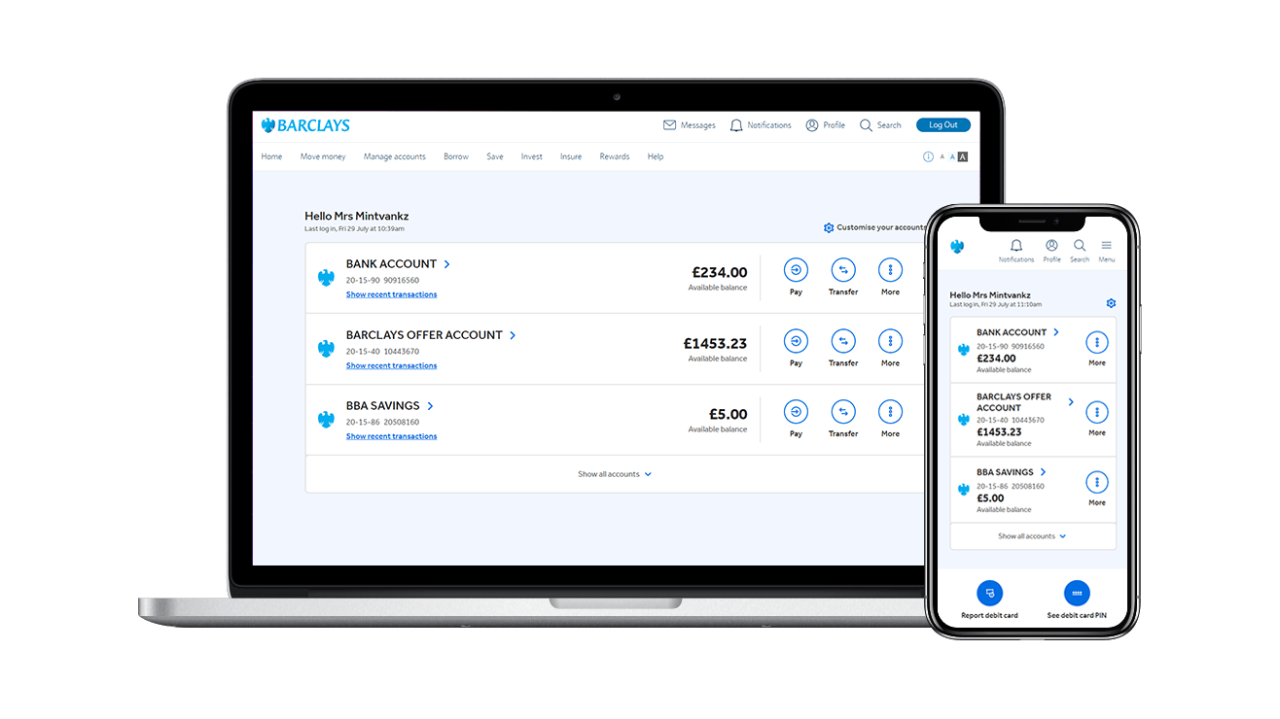 BARCLAYS
Messages Notifications Profile Search Log Out
Home Move money Manage accounts Borrow Save Invest Insure Rewards Help
A A A
Hello Mrs Mintvankz
Last log in, Fri 29 July at 10:39am
Customise your accounts
BANK ACCOUNT
20-15-90 90916560
Show recent transactions
£234.00
Available balance
Pay Transfer More
BARCLAYS OFFER ACCOUNT
20-15-40 10443670
Show recent transactions
£1453.23
Available balance
Pay Transfer More
BBA SAVINGS
20-15-86 20508160
Show recent transactions
£5.00
Available balance
Pay Transfer More
Show all accounts
Notifications Profile Search Menu
Hello Mrs Mintvankz
Last log in, Fri 29 July at 11:10am
BANK ACCOUNT
20-15-90 90916560
£234.00
Available balance
More
BARCLAYS OFFER
ACCOUNT
20-15-40 10443670
£1453.23
Available balance
More
BBA SAVINGS
20-15-86 20508160
£5.00
Available balance
More
Show all accounts
Report debit card See debit card PIN